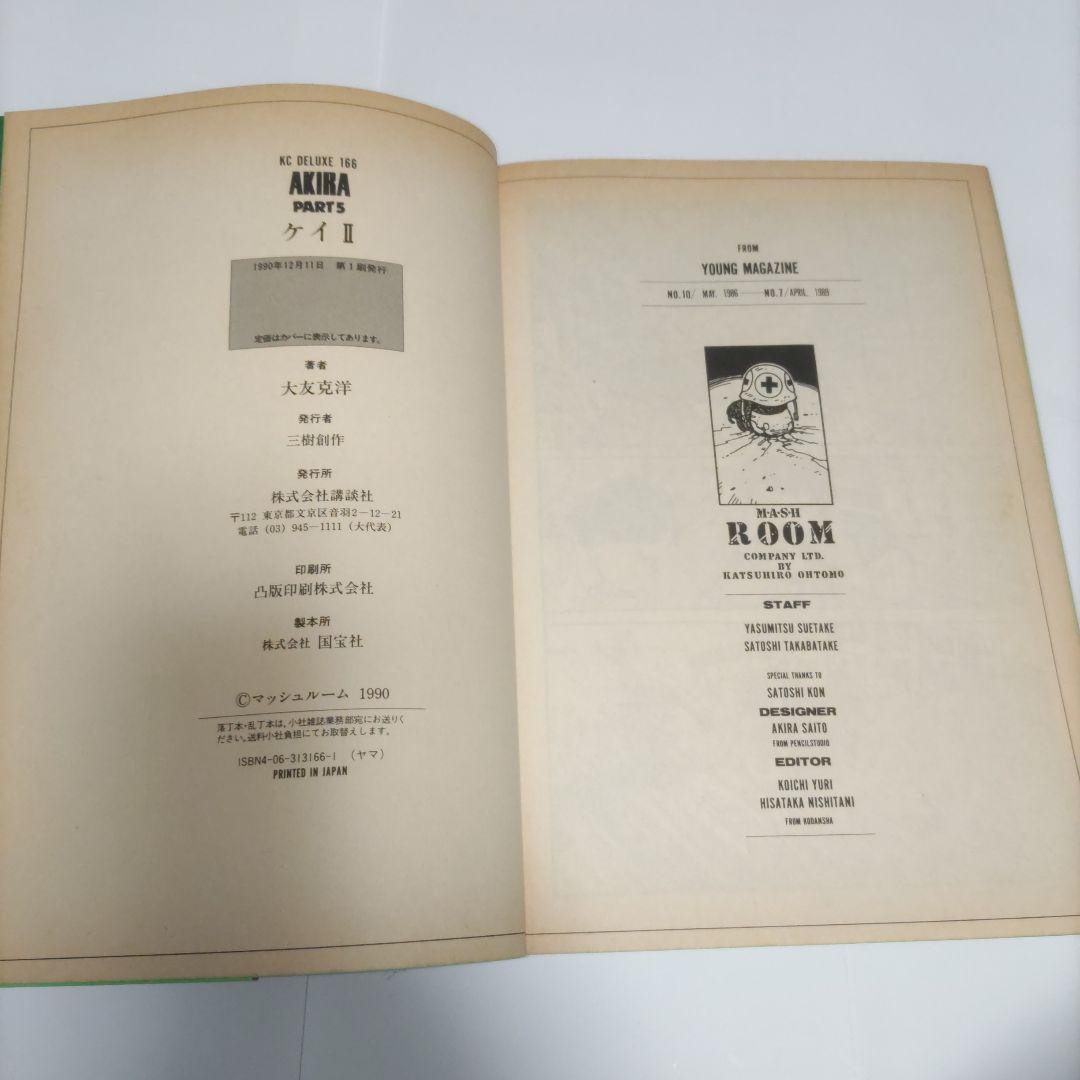 KC DELUXE 166
AKIRA
PART5
ケイⅡ
1990年12月11日 第1刷発行
定価はカバーに表示してあります。
著者
大友克洋
発行者
三樹創作
発行所
株式会社講談社
〒112 東京都文京区音羽2—12—21
電話 (03) 945—1111 (大代表)
印刷所
凸版印刷株式会社
製本所
株式会社 国宝社
©マッシュルーム 1990
落丁本・乱丁本は、小社雑誌業務部宛にお送りく
ださい。送料小社負担にてお取替えします。
ISBN4-06-313166-1 (ヤマ)
PRINTED IN JAPAN
FROM
YOUNG MAGAZINE
NO.10/ MAY. 1986——NO.7/APRIL. 1989
M·A·S·H
ROOM
COMPANY LTD.
BY
KATSUHIRO OHTOMO
STAFF
YASUMITSU SUETAKE
SATOSHI TAKABATAKE
SPECIAL THANKS TO
SATOSHI KON
DESIGNER
AKIRA SAITO
FROM PENCILSTUDIO
EDITOR
KOICHI YURI
HISATAKA NISHITANI
FROM KODANSHA